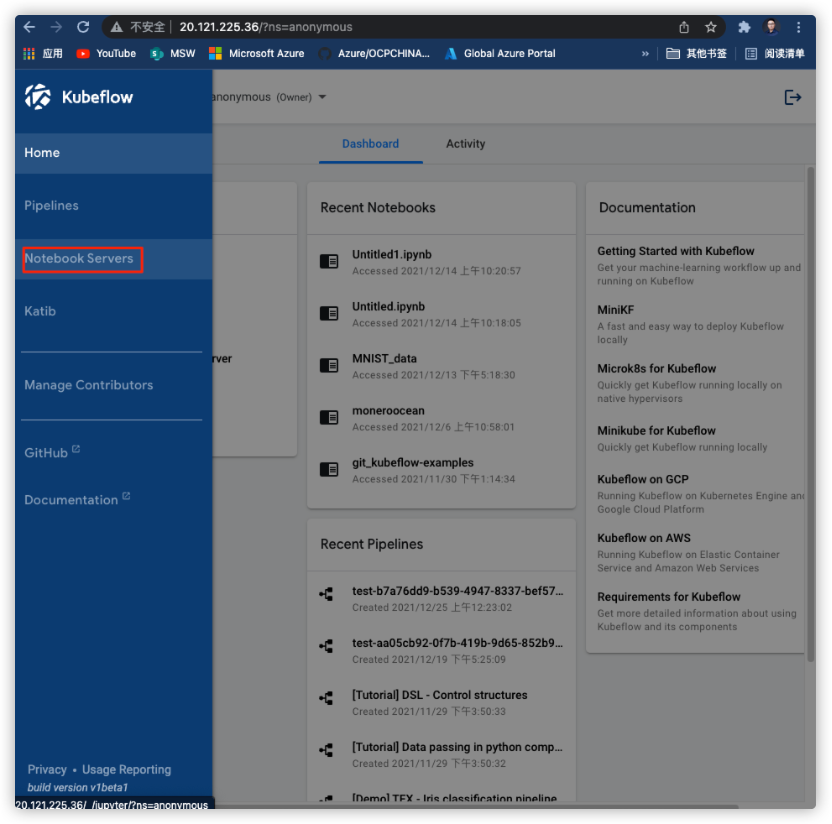 不安全 | 20.121.225.36/?ns=anonymous
应用 YouTube MSW Microsoft Azure Azure/OCPCHINA... Global Azure Portal » 其他书签 阅读清单
Kubeflow
anonymous (Owner)
Home
Pipelines
Notebook Servers
Katib
Manage Contributors
GitHub
Documentation
Privacy • Usage Reporting
build version v1beta1
20.121.225.36/_/jupyter/?ns=anonymous
Dashboard Activity
rver
Recent Notebooks
Untitled1.ipynb
Accessed 2021/12/14 上午10:20:57
Untitled.ipynb
Accessed 2021/12/14 上午10:18:05
MNIST_data
Accessed 2021/12/13 下午5:18:30
moneroocean
Accessed 2021/12/6 上午10:58:01
git_kubeflow-examples
Accessed 2021/11/30 下午1:14:34
Recent Pipelines
test-b7a76dd9-b539-4947-8337-bef57...
Created 2021/12/25 上午12:23:02
test-aa05cb92-0f7b-419b-9d65-852b9...
Created 2021/12/19 下午5:25:09
[Tutorial] DSL - Control structures
Created 2021/11/29 下午3:50:33
[Tutorial] Data passing in python comp...
Created 2021/11/29 下午3:50:32
[Demo] TFX - Iris classification pipeline
Documentation
Getting Started with Kubeflow
Get your machine-learning workflow up and
running on Kubeflow
MiniKF
A fast and easy way to deploy Kubeflow
locally
Microk8s for Kubeflow
Quickly get Kubeflow running locally on
native hypervisors
Minikube for Kubeflow
Quickly get Kubeflow running locally
Kubeflow on GCP
Running Kubeflow on Kubernetes Engine and
Google Cloud Platform
Kubeflow on AWS
Running Kubeflow on Elastic Container
Service and Amazon Web Services
Requirements for Kubeflow
Get more detailed information about using
Kubeflow and its components